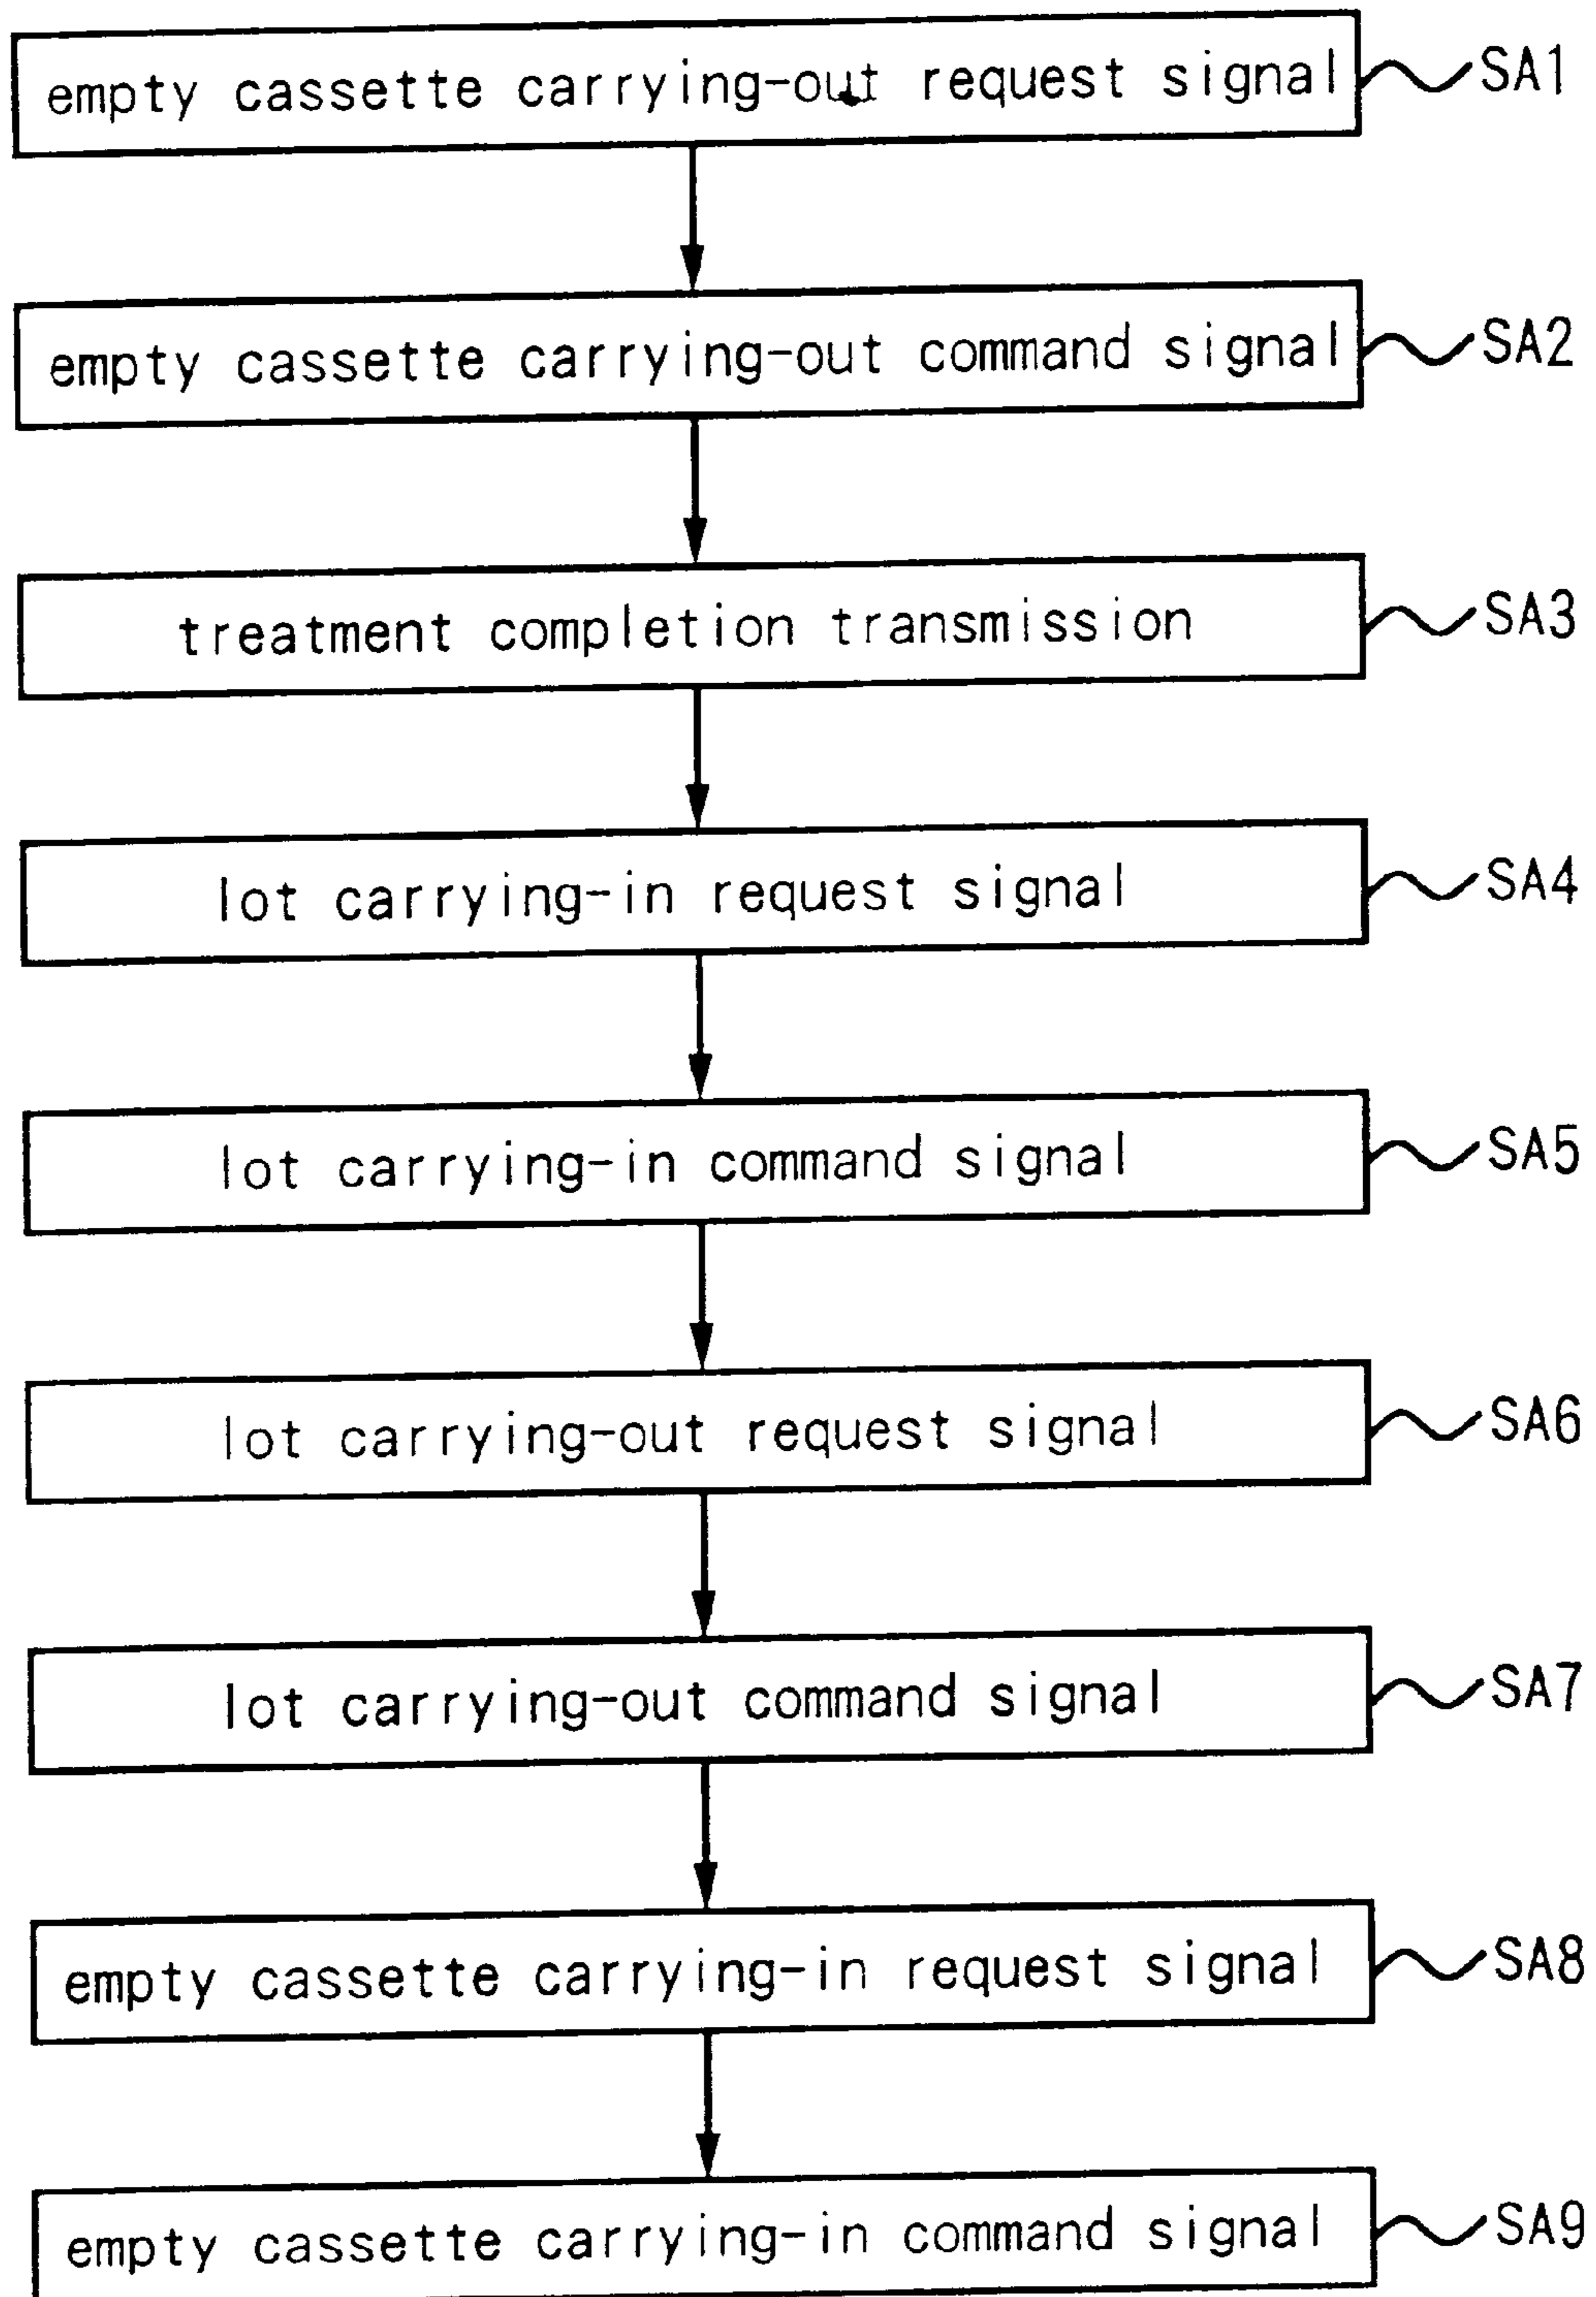 empty cassette carrying-out request signal SA1
empty cassette carrying-out command signal SA2
treatment completion transmission SA3
lot carrying-in request signal SA4
lot carrying-in command signal SA5
lot carrying-out request signal SA6
lot carrying-out command signal SA7
empty cassette carrying-in request signal SA8
empty cassette carrying-in command signal SA9